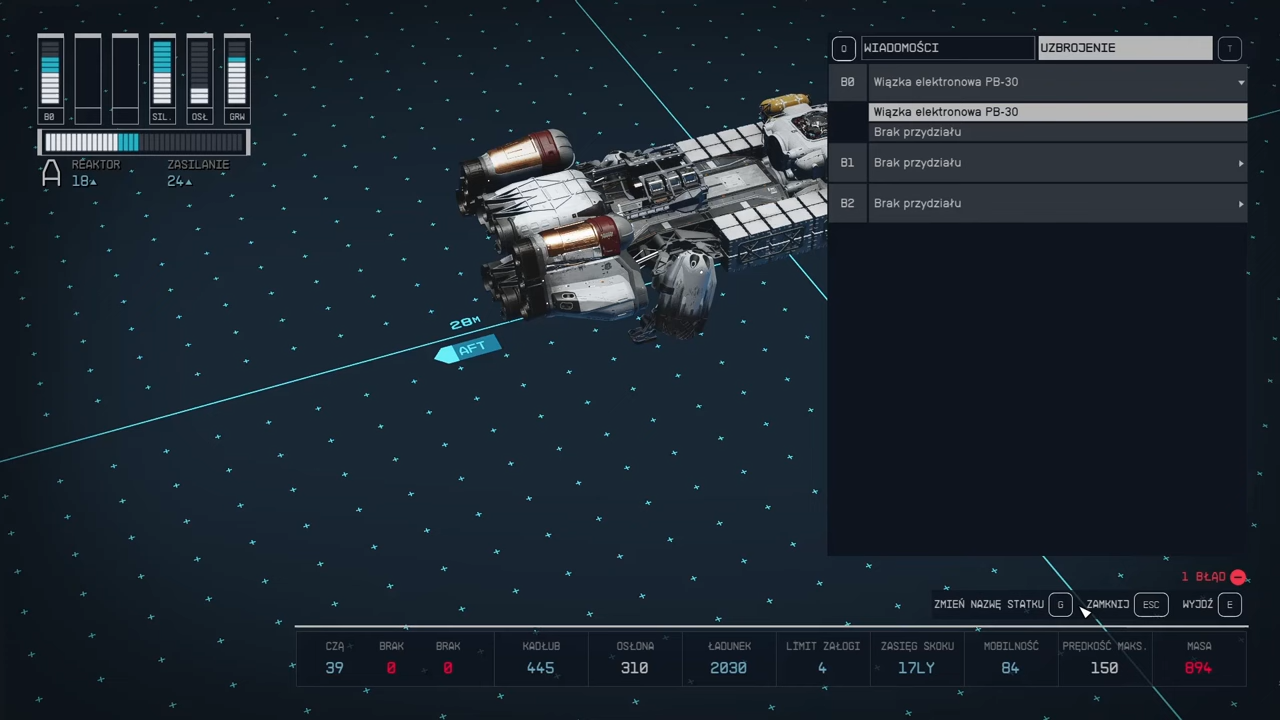 B0
SIL.
OSŁ
GRW
REAKTOR
18▲
ZASILANIE
24▲
A
Q
WIADOMOŚCI
UZBROJENIE
T
B0
Wiązka elektronowa PB-30
Wiązka elektronowa PB-30
Brak przydziału
B1
Brak przydziału
B2
Brak przydziału
28M
AFT
1 BŁĄD
ZMIEŃ NAZWĘ STATKU
G
ZAMKNIJ
ESC
WYJDŹ
E
CZĄ
39
BRAK
0
BRAK
0
KADŁUB
445
OSŁONA
310
ŁADUNEK
2030
LIMIT ZAŁOGI
4
ZASIĘG SKOKU
17LY
MOBILNOŚĆ
84
PRĘDKOŚĆ MAKS.
150
MASA
894